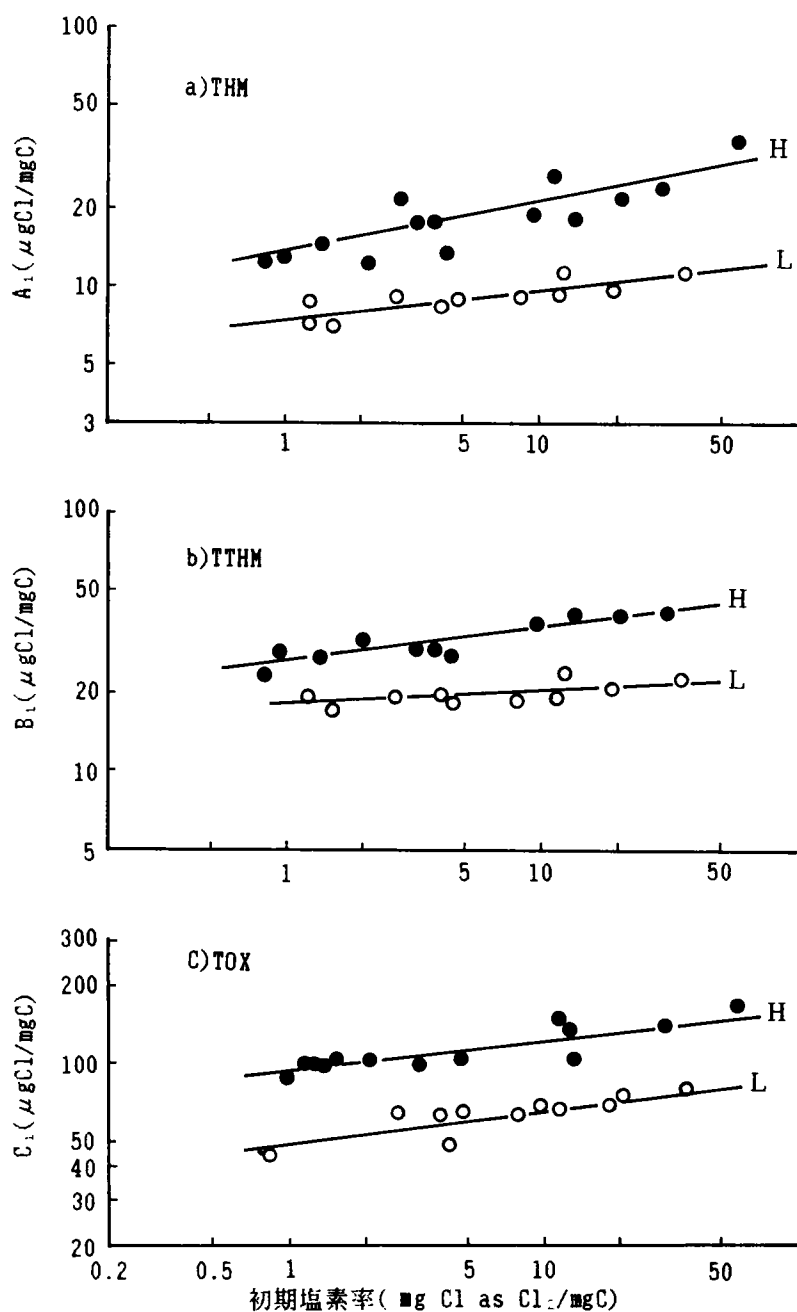 100
a)THM
50
H
20
L
10
5
3
A₁(μgCl/mgC)
1 5 10 50
100
b)TTHM
50
H
20
L
10
5
B₁(μgCl/mgC)
1 5 10 50
300
C)TOX
200
H
100
L
50
40
30
20
C₁(μgCl/mgC)
0.2 0.5 1 5 10 50
初期塩素率( mg Cl as Cl₂/mgC)